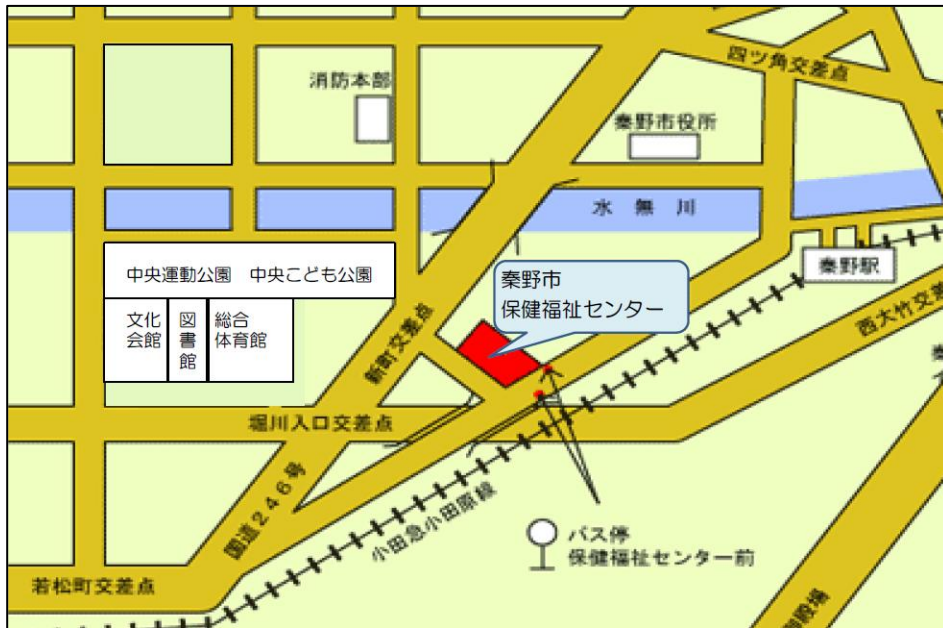 四ツ角交差点
消防本部
秦野市役所
水 無 川
秦野駅
中央運動公園 中央こども公園
文化
会館
図
書
館
総合
体育館
秦野市
保健福祉センター
西大竹交差
新町交差点
堀川入口交差点
国道246号
小田急小田原線
バス停
保健福祉センター前
若松町交差点
御殿場